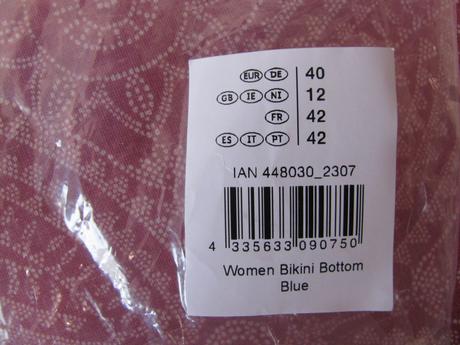 EUR DE 40
GB IE NI 12
FR 42
ES IT PT 42
IAN 448030_2307
4 335633 090750
Women Bikini Bottom
Blue